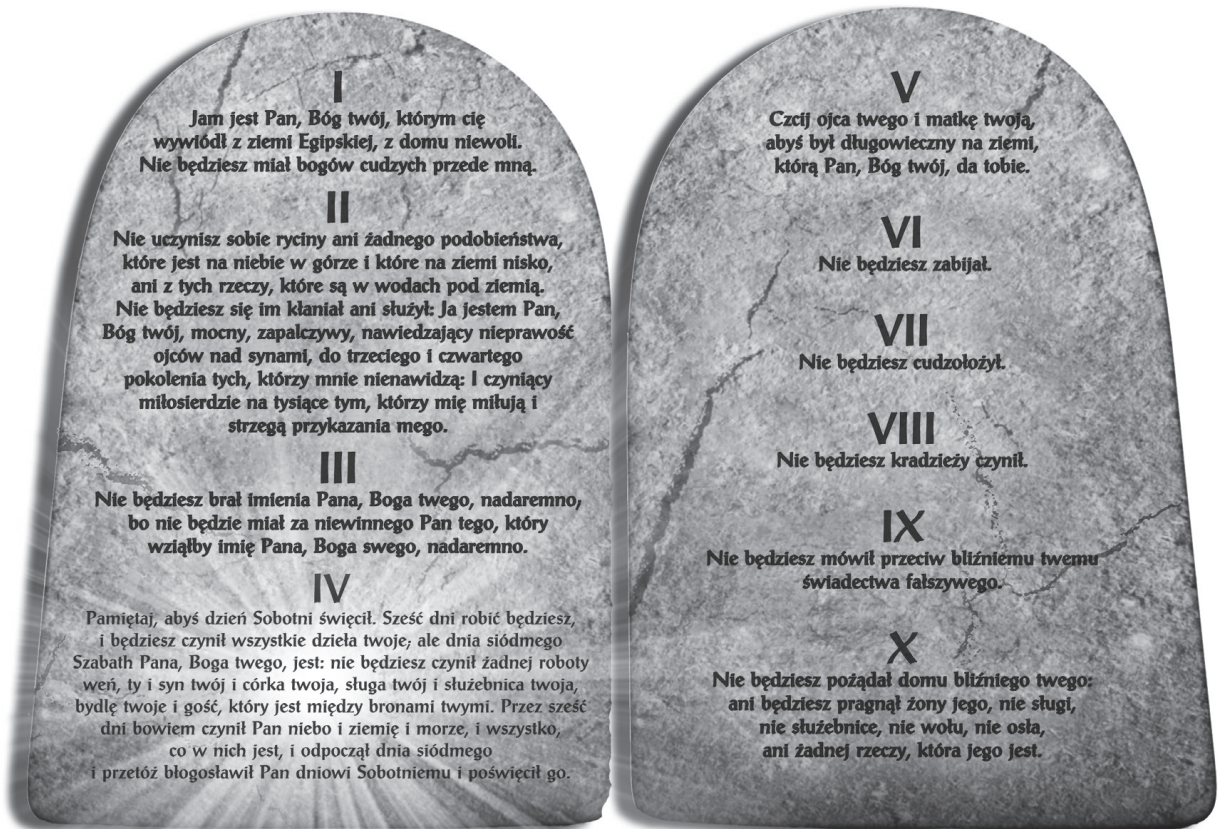 I
Jam jest Pan, Bóg twój, którym cię
wywiódł z ziemi Egipskiej, z domu niewoli.
Nie będziesz miał bogów cudzych przede mną.
II
Nie uczynisz sobie ryciny ani żadnego podobieństwa,
które jest na niebie w górze i które na ziemi nisko,
ani z tych rzeczy, które są w wodach pod ziemią.
Nie będziesz się im kłaniał ani służył: Ja jestem Pan,
Bóg twój, mocny, zapalczywy, nawiedzający nieprawość
ojców nad synami, do trzeciego i czwartego
pokolenia tych, którzy mnie nienawidzą: I czyniący
miłosierdzie na tysiące tym, którzy mię miłują i
strzegą przykazania mego.
III
Nie będziesz brał imienia Pana, Boga twego, nadaremno,
bo nie będzie miał za niewinnego Pan tego, który
wziąłby imię Pana, Boga swego, nadaremno.
IV
Pamiętaj, abyś dzień Sobotni święcił. Sześć dni robić będziesz,
i będziesz czynił wszystkie dzieła twoje; ale dnia siódmego
Szabath Pana, Boga twego, jest: nie będziesz czynił żadnej roboty
weń, ty i syn twój i córka twoja, sługa twój i służebnica twoja,
bydlę twoje i gość, który jest między bronami twymi. Przez sześć
dni bowiem czynił Pan niebo i ziemię i morze, i wszystko,
co w nich jest, i odpoczął dnia siódmego
i przetóż błogosławił Pan dniowi Sobotniemu i poświęcił go.
V
Czcij ojca twego i matkę twoją,
abyś był długowieczny na ziemi,
którą Pan, Bóg twój, da tobie.
VI
Nie będziesz zabijał.
VII
Nie będziesz cudzołożył.
VIII
Nie będziesz kradzieży czynił.
IX
Nie będziesz mówił przeciw bliźniemu twemu
świadectwa fałszywego.
X
Nie będziesz pożądał domu bliźniego twego:
ani będziesz pragnął żony jego, nie sługi,
nie służebnice, nie wołu, nie osła,
ani żadnej rzeczy, która jego jest.